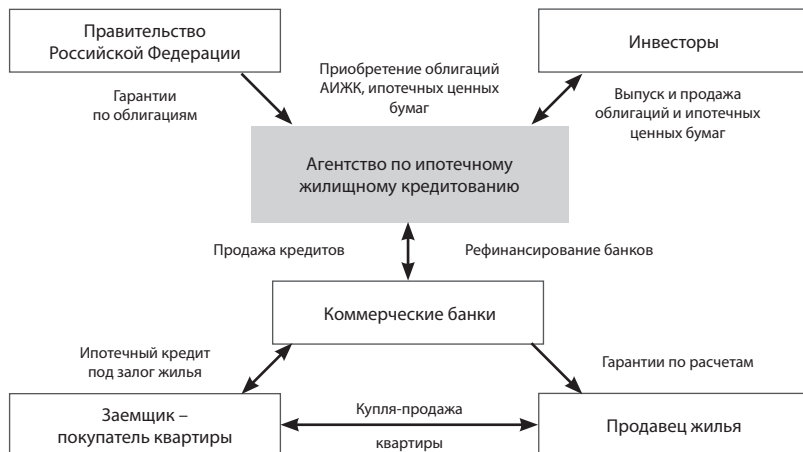 Правительство
Российской Федерации
Инвесторы
Гарантии
по облигациям
Приобретение облигаций
АИЖК, ипотечных ценных
бумаг
Выпуск и продажа
облигаций и ипотечных
ценных бумаг
Агентство по ипотечному
жилищному кредитованию
Продажа кредитов
Рефинансирование банков
Коммерческие банки
Ипотечный кредит
под залог жилья
Гарантии по расчетам
Заемщик –
покупатель квартиры
Купля-продажа
квартиры
Продавец жилья